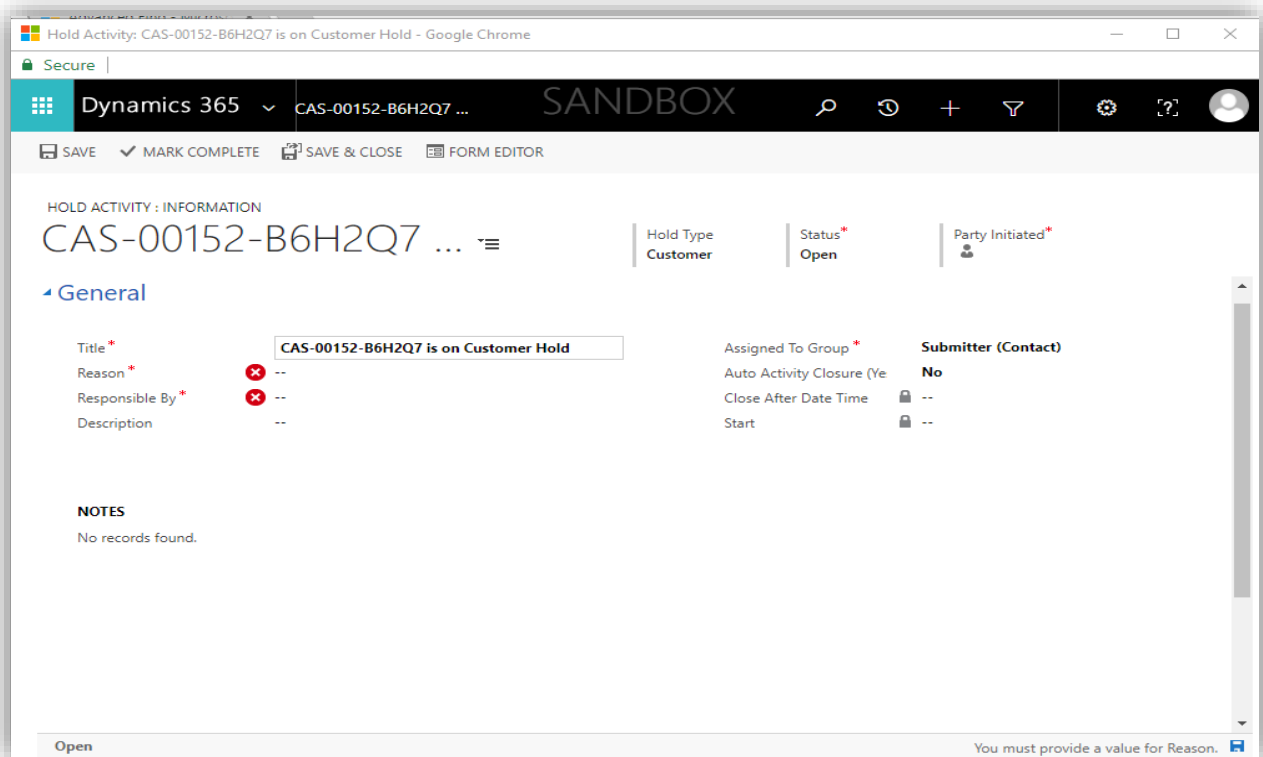 Hold Activity: CAS-00152-B6H2Q7 is on Customer Hold - Google Chrome
Secure
Dynamics 365 CAS-00152-B6H2Q7 ... SANDBOX
SAVE MARK COMPLETE SAVE & CLOSE FORM EDITOR
HOLD ACTIVITY : INFORMATION
CAS-00152-B6H2Q7 ...
Hold Type Status* Party Initiated*
Customer Open
General
Title* CAS-00152-B6H2Q7 is on Customer Hold Assigned To Group * Submitter (Contact)
Reason* -- Auto Activity Closure (Ye No
Responsible By* -- Close After Date Time --
Description -- Start --
NOTES
No records found.
Open You must provide a value for Reason.